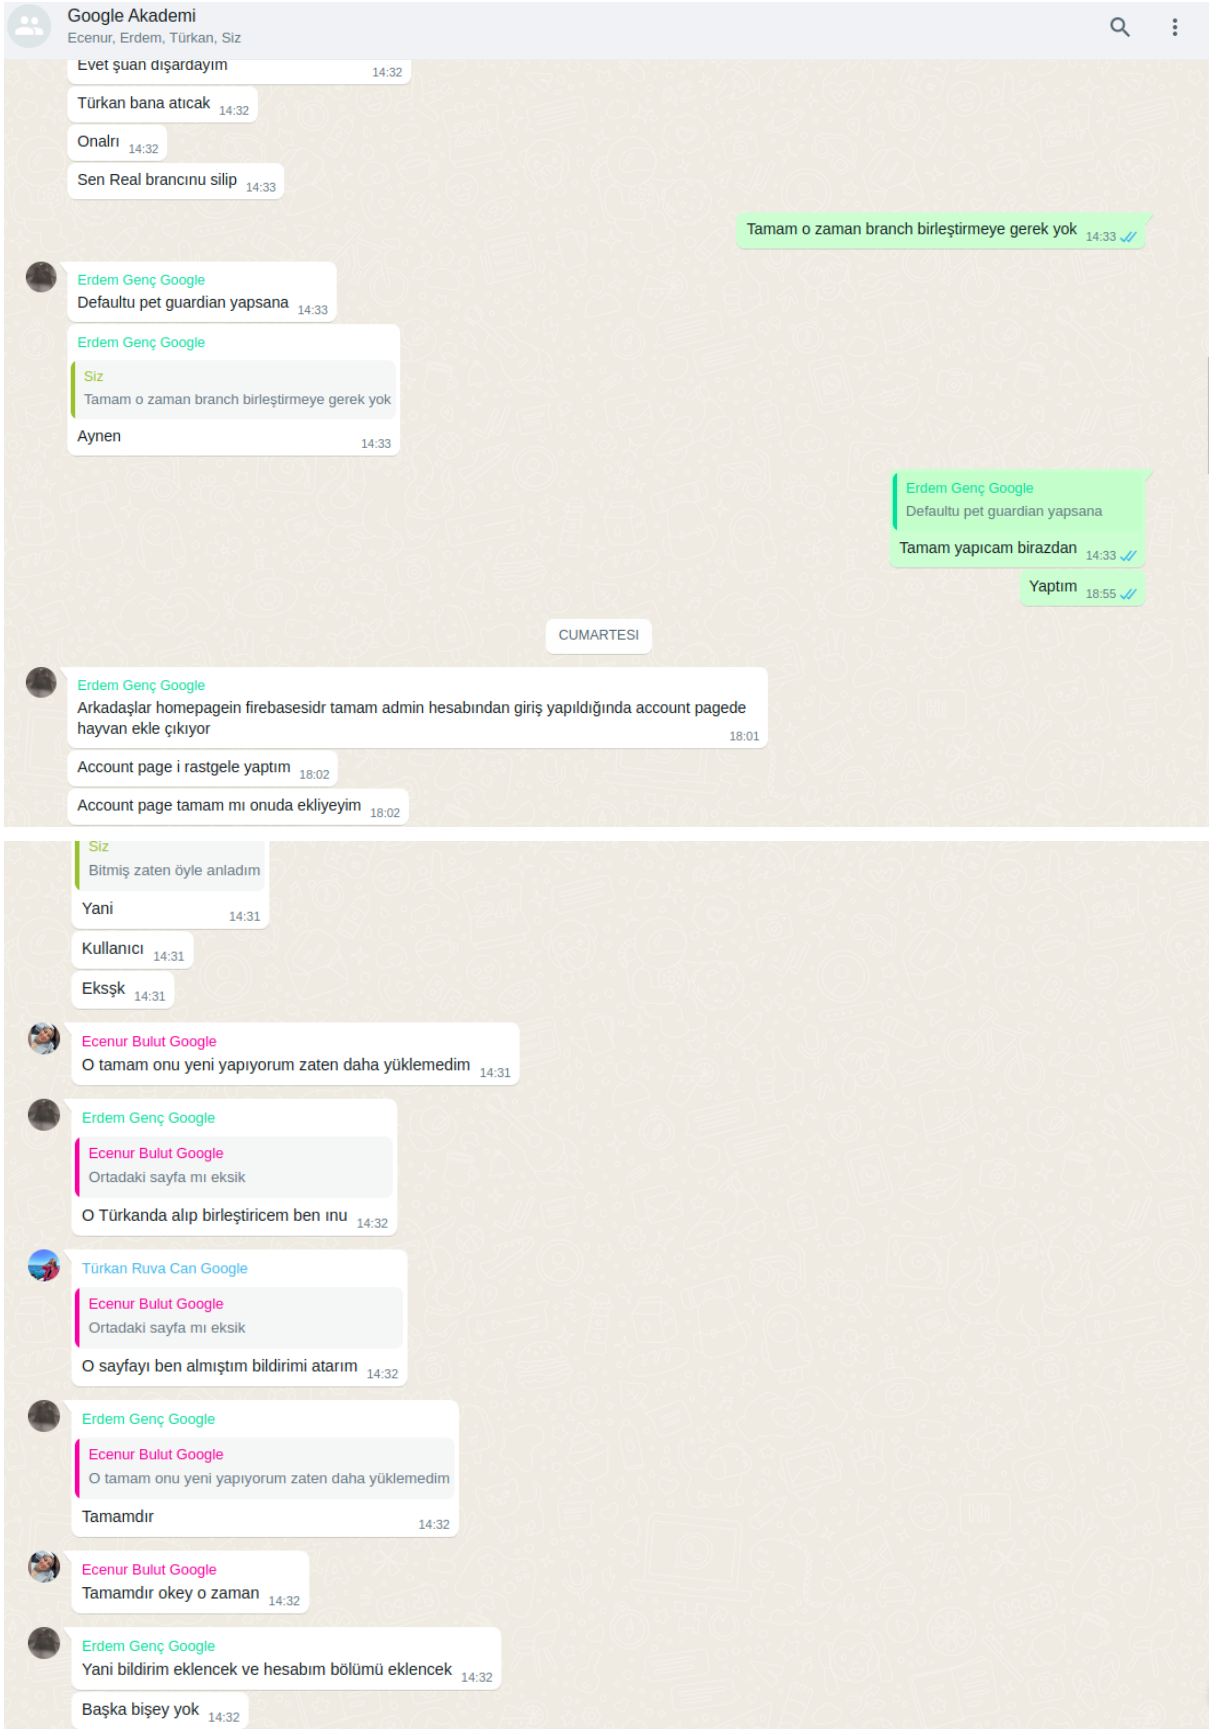 Google Akademi
Ecenur, Erdem, Türkan, Siz
Evet şuan dışardayım 14:32
Türkan bana atıcak 14:32
Onalrı 14:32
Sen Real brancınu silip 14:33
Tamam o zaman branch birleştirmeye gerek yok 14:33
Erdem Genç Google
Defaultu pet guardian yapsana 14:33
Erdem Genç Google
Siz
Tamam o zaman branch birleştirmeye gerek yok
Aynen 14:33
Erdem Genç Google
Defaultu pet guardian yapsana
Tamam yapıcam birazdan 14:33
Yaptım 18:55
CUMARTESI
Erdem Genç Google
Arkadaşlar homepagein firebasesidr tamam admin hesabından giriş yapıldığında account pagede
hayvan ekle çıkıyor 18:01
Account page i rastgele yaptım 18:02
Account page tamam mı onuda ekliyeyim 18:02
Siz
Bitmiş zaten öyle anladım
Yani 14:31
Kullanıcı 14:31
Eksşk 14:31
Ecenur Bulut Google
O tamam onu yeni yapıyorum zaten daha yüklemedim 14:31
Erdem Genç Google
Ecenur Bulut Google
Ortadaki sayfa mı eksik
O Türkanda alıp birleştiricem ben ınu 14:32
Türkan Ruva Can Google
Ecenur Bulut Google
Ortadaki sayfa mı eksik
O sayfayı ben almıştım bildirimi atarım 14:32
Erdem Genç Google
Ecenur Bulut Google
O tamam onu yeni yapıyorum zaten daha yüklemedim
Tamamdır 14:32
Ecenur Bulut Google
Tamamdır okey o zaman 14:32
Erdem Genç Google
Yani bildirim eklencek ve hesabım bölümü eklencek 14:32
Başka bişey yok 14:32